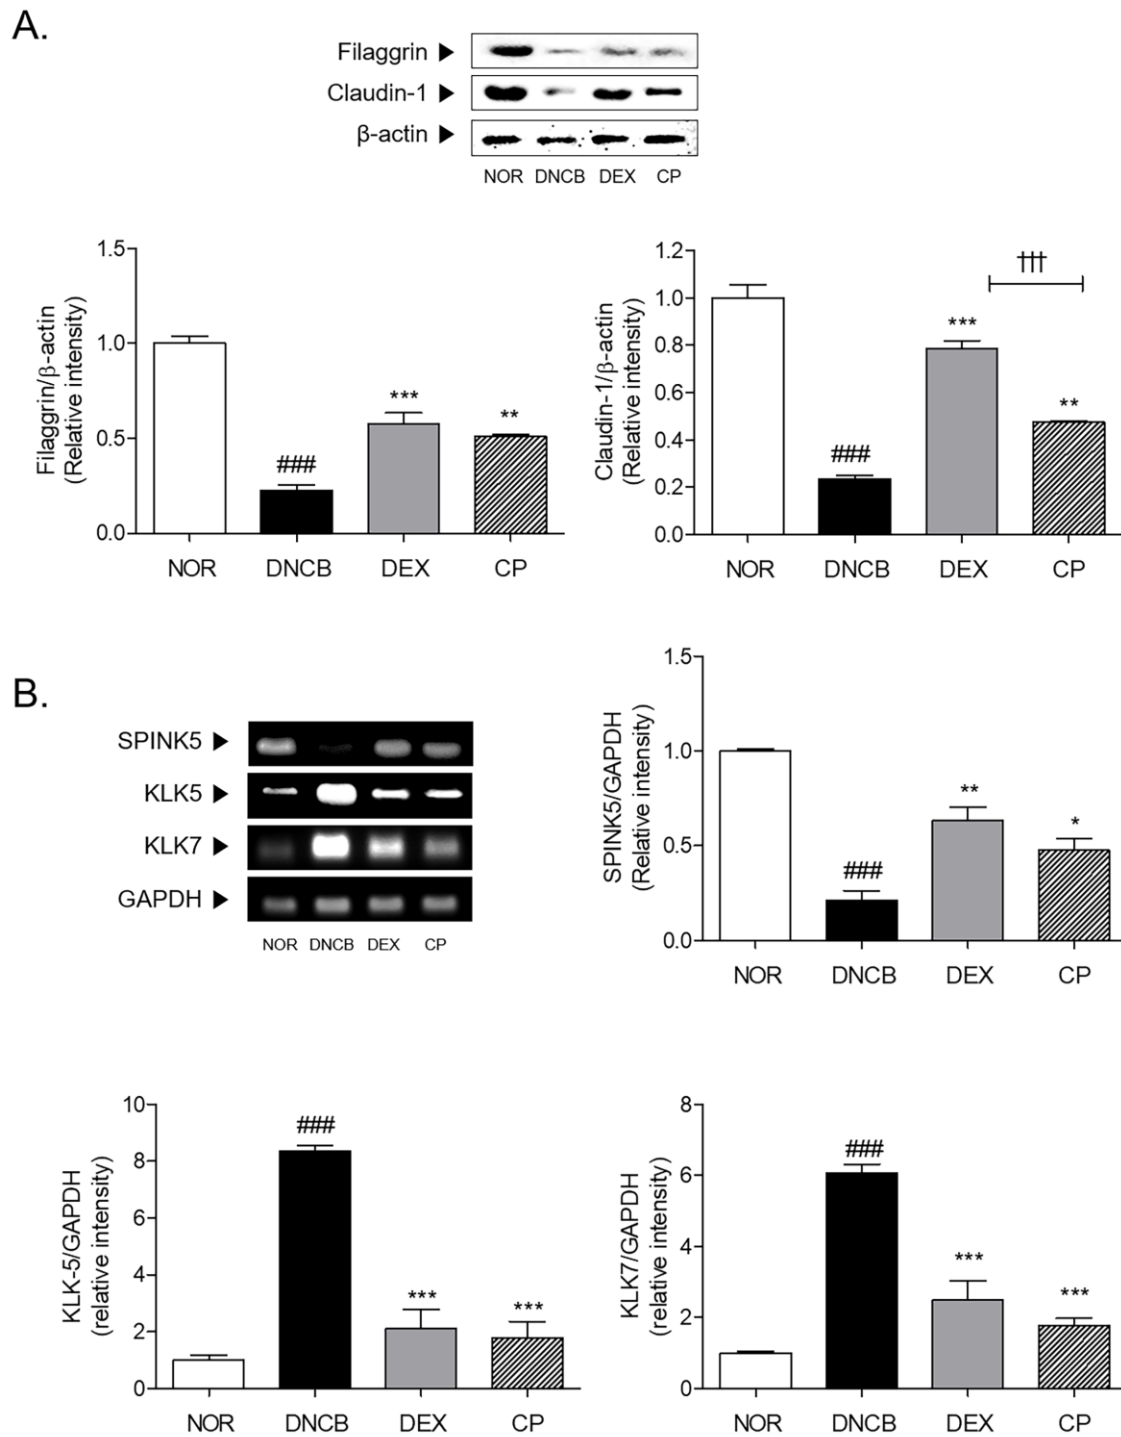 A.
Filaggrin ►
Claudin-1 ►
β-actin ►
NOR DNCB DEX CP
Filaggrin/β-actin
(Relative intensity)
1.5
1.0
0.5
0.0
###
***
**
NOR DNCB DEX CP
Claudin-1/β-actin
(Relative intensity)
1.2
1.0
0.8
0.6
0.4
0.2
0.0
###
***
**
†††
NOR DNCB DEX CP
B.
SPINK5 ►
KLK5 ►
KLK7 ►
GAPDH ►
NOR DNCB DEX CP
SPINK5/GAPDH
(Relative intensity)
1.5
1.0
0.5
0.0
###
**
*
NOR DNCB DEX CP
KLK-5/GAPDH
(relative intensity)
10
8
6
4
2
0
###
***
***
NOR DNCB DEX CP
KLK7/GAPDH
(relative intensity)
8
6
4
2
0
###
***
***
NOR DNCB DEX CP